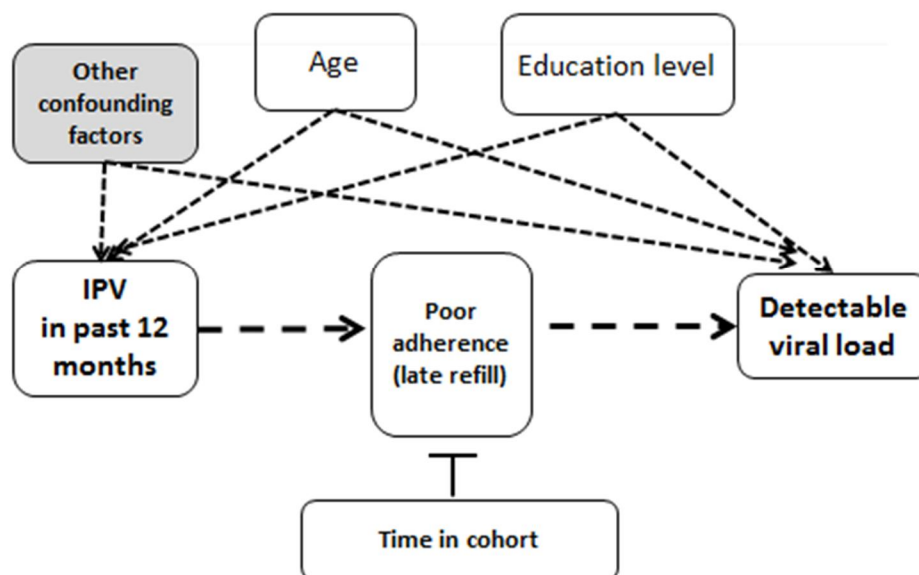 Other
confounding
factors
Age
Education level
IPV
in past 12
months
Poor
adherence
(late refill)
Detectable
viral load
Time in cohort